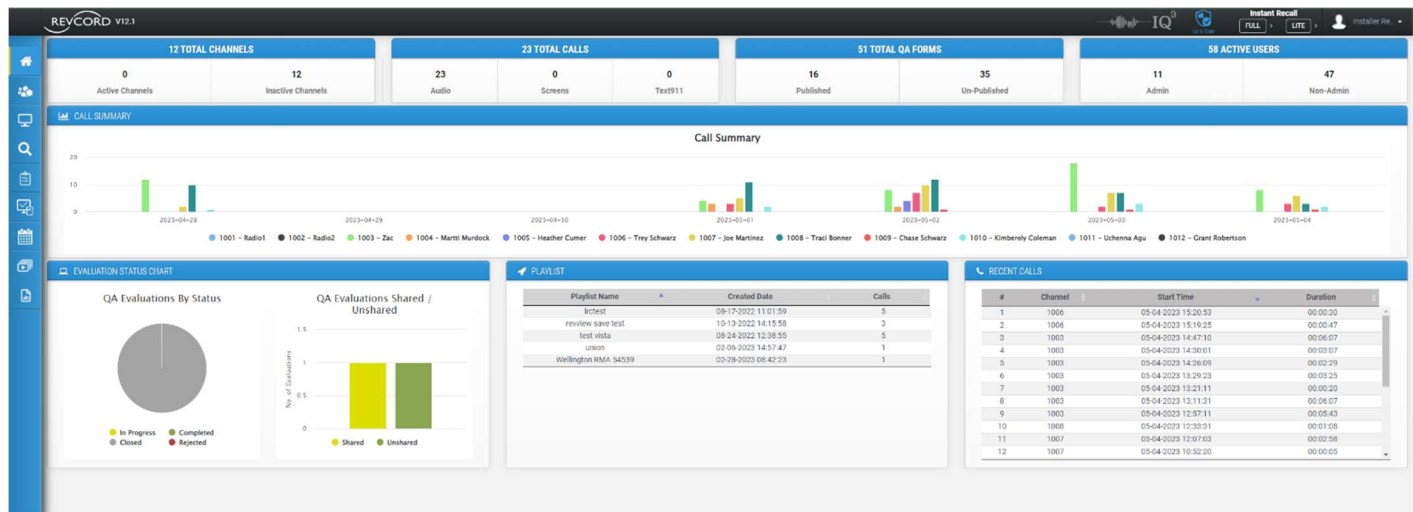 REVCORD V12.1
IQ3
Up to Date
Instant Recall
FULL > LITE >
Installer Re...
12 TOTAL CHANNELS
0 12
Active Channels Inactive Channels
23 TOTAL CALLS
23 0 0
Audio Screens Text911
51 TOTAL QA FORMS
16 35
Published Un-Published
58 ACTIVE USERS
11 47
Admin Non-Admin
CALL SUMMARY
Call Summary
20
10
0
2023-04-28 2023-04-29 2023-04-30 2023-05-01 2023-05-02 2023-05-03 2023-05-04
1001 - Radio1 1002 - Radio2 1003 - Zac 1004 - Martti Murdock 1005 - Heather Cumer 1006 - Trey Schwarz 1007 - Joe Martinez 1008 - Traci Bonner 1009 - Chase Schwarz 1010 - Kimberely Coleman 1011 - Uchenna Agu 1012 - Grant Robertson
EVALUATION STATUS CHART
QA Evaluations By Status
In Progress Completed
Closed Rejected
QA Evaluations Shared /
Unshared
No. of Evaluations
1.5
1
0.5
0
Shared Unshared
PLAYLIST
Playlist Name Created Date Calls
lrctest 08-17-2022 11:01:59 5
revview save test 10-13-2022 14:15:58 3
test vista 08-24-2022 12:38:55 5
union 02-06-2023 14:57:47 1
Wellington RMA 54539 02-28-2023 08:42:23 1
RECENT CALLS
# Channel Start Time Duration
1 1006 05-04-2023 15:20:53 00:00:30
2 1006 05-04-2023 15:19:25 00:00:47
3 1003 05-04-2023 14:47:10 00:06:07
4 1003 05-04-2023 14:30:01 00:03:07
5 1003 05-04-2023 14:26:09 00:02:29
6 1003 05-04-2023 13:29:23 00:03:25
7 1003 05-04-2023 13:21:11 00:00:20
8 1003 05-04-2023 13:11:31 00:06:07
9 1003 05-04-2023 12:57:11 00:05:43
10 1008 05-04-2023 12:33:31 00:01:08
11 1007 05-04-2023 12:07:03 00:02:58
12 1007 05-04-2023 10:52:20 00:00:05